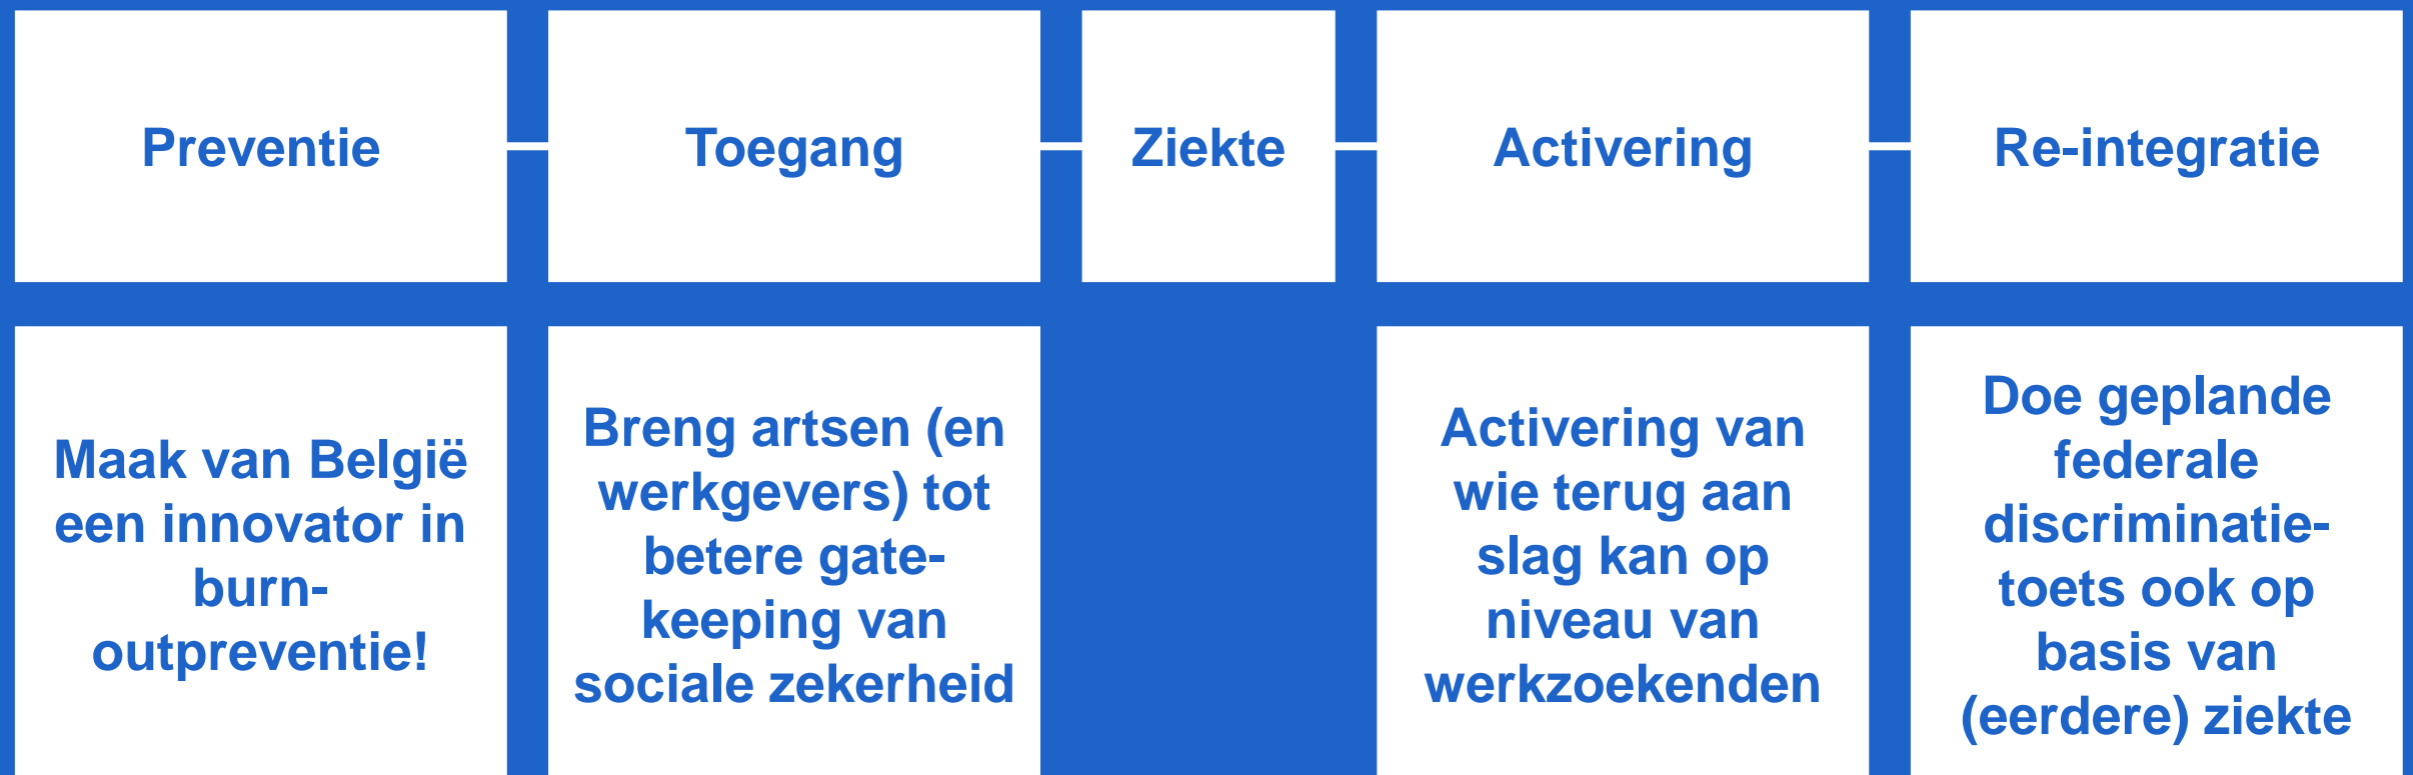 Preventie
Toegang
Ziekte
Activering
Re-integratie
Maak van België
een innovator in
burn-
outpreventie!
Breng artsen (en
werkgevers) tot
betere gate-
keeping van
sociale zekerheid
Activering van
wie terug aan
slag kan op
niveau van
werkzoekenden
Doe geplande
federale
discriminatie-
toets ook op
basis van
(eerdere) ziekte